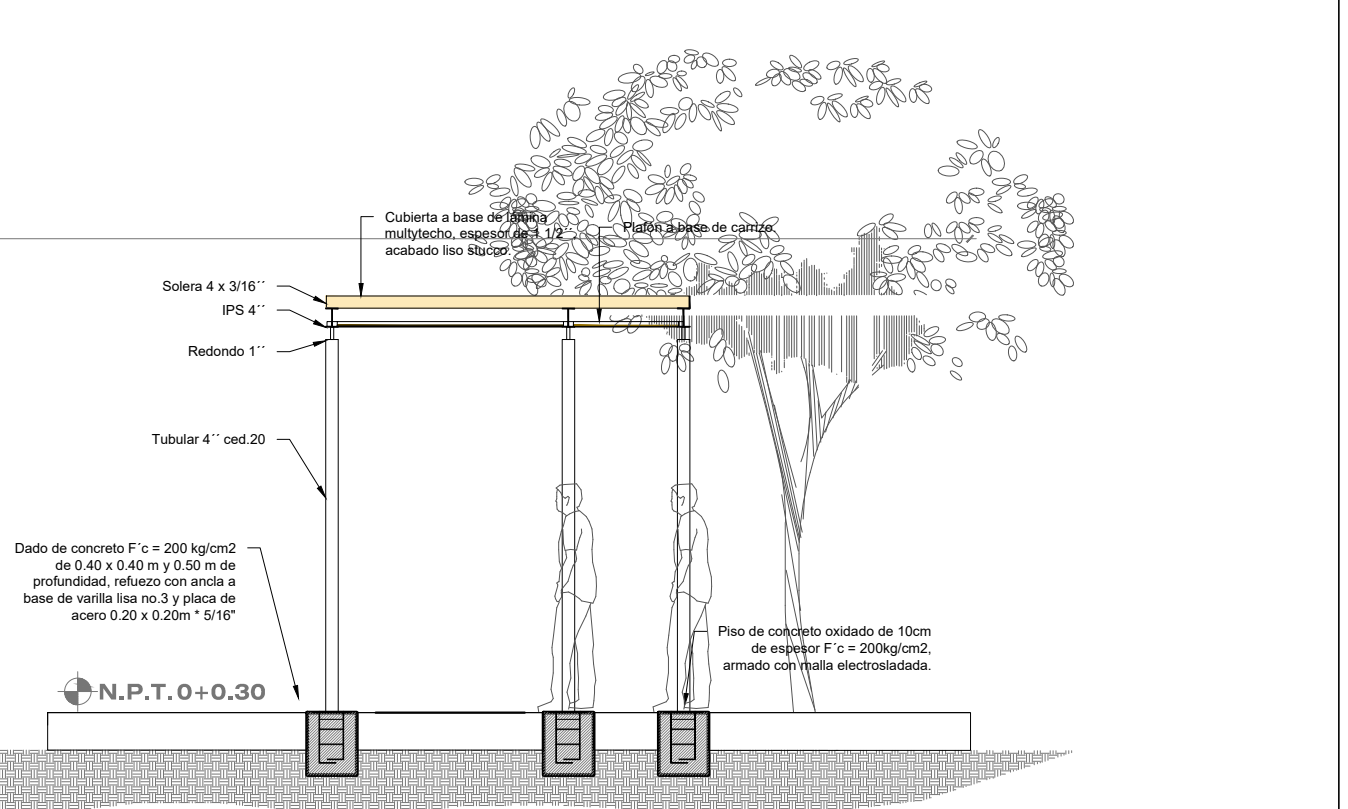 Cubierta a base de lámina
multytecho, espesor de 1 1/2´´
acabado liso stucco.
Plafón a base de carrizo
Solera 4 x 3/16´´
IPS 4´´
Redondo 1´´
Tubular 4´´ ced.20
Dado de concreto F´c = 200 kg/cm2
de 0.40 x 0.40 m y 0.50 m de
profundidad, refuezo con ancla a
base de varilla lisa no.3 y placa de
acero 0.20 x 0.20m * 5/16"
Piso de concreto oxidado de 10cm
de espesor F´c = 200kg/cm2,
armado con malla electrosladada.
N.P.T. 0+0.30